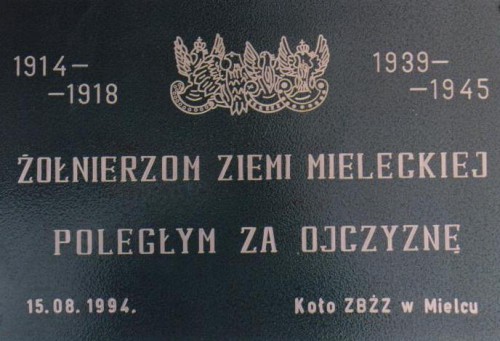 1914– 1939–
–1918 –1945
ŻOŁNIERZOM ZIEMI MIELECKIEJ
POLEGŁYM ZA OJCZYZNĘ
15.08.1994. Koło ZBŻZ w Mielcu